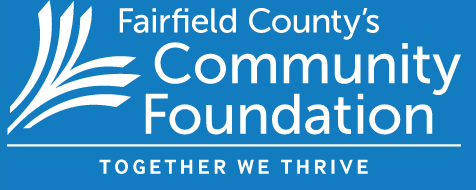 Fairfield County's
Community
Foundation
TOGETHER WE THRIVE